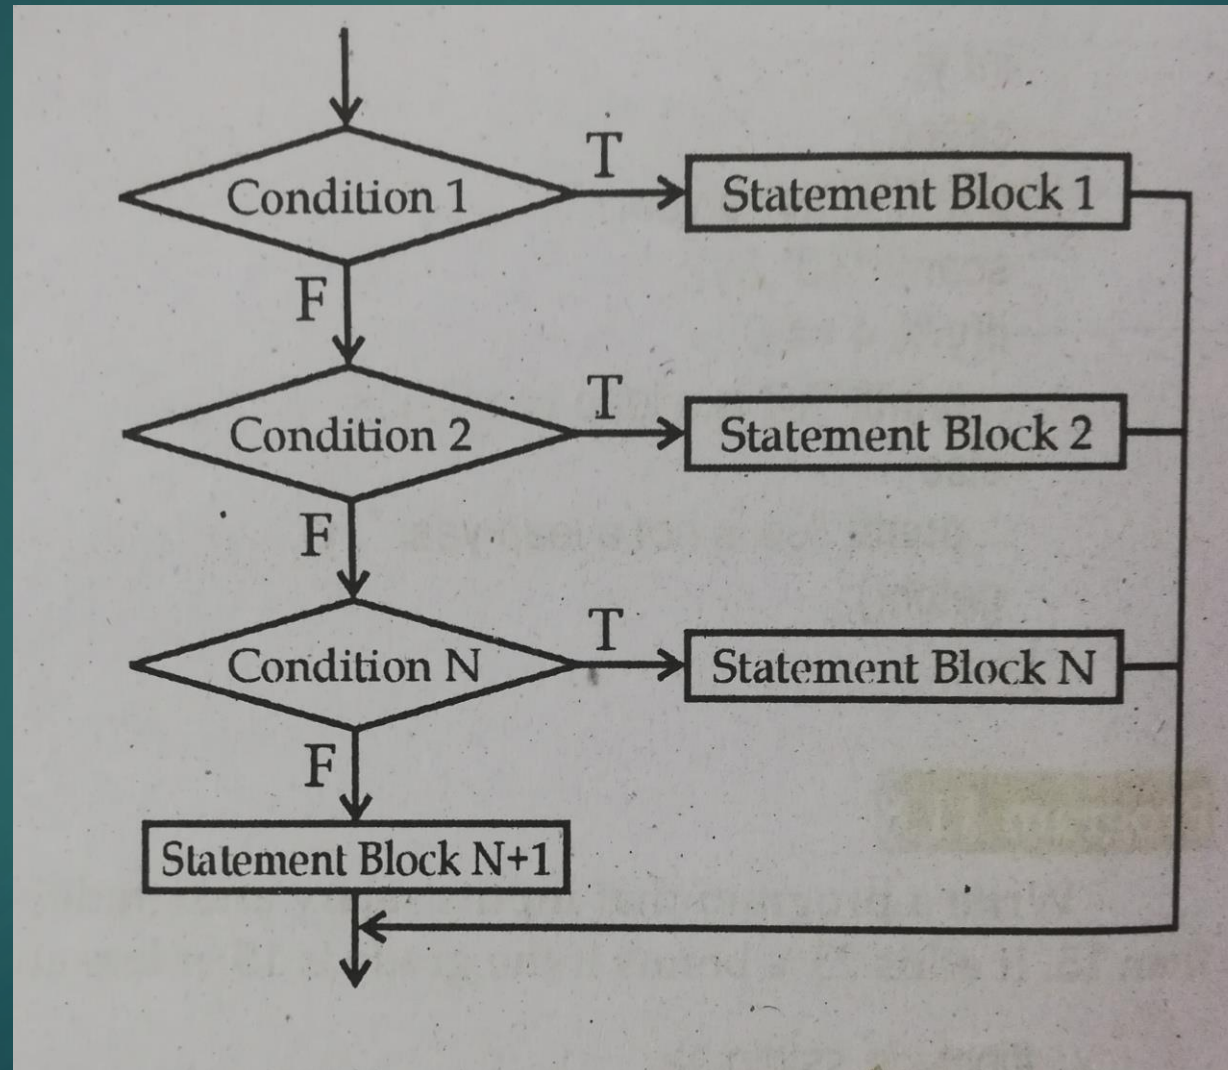 Condition 1
T
Statement Block 1
F
Condition 2
T
Statement Block 2
F
Condition N
T
Statement Block N
F
Statement Block N+1